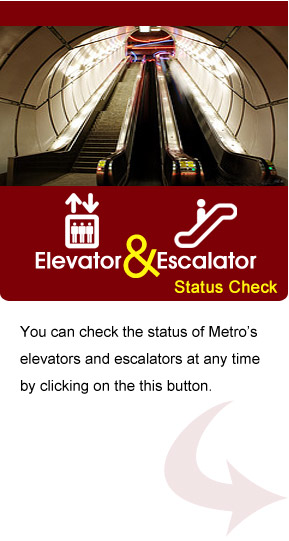 Elevator & Escalator
Status Check
You can check the status of Metro's
elevators and escalators at any time
by clicking on the this button.